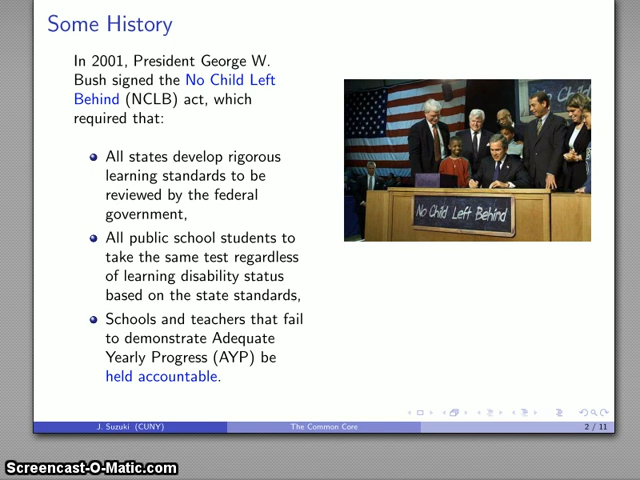 Some History
In 2001, President George W.
Bush signed the No Child Left
Behind (NCLB) act, which
required that:
All states develop rigorous
learning standards to be
reviewed by the federal
government,
All public school students to
take the same test regardless
of learning disability status
based on the state standards,
Schools and teachers that fail
to demonstrate Adequate
Yearly Progress (AYP) be
held accountable.
No Child
No Child Left Behind
J. Suzuki (CUNY)
The Common Core
2 / 11
Screencast-O-Matic.com